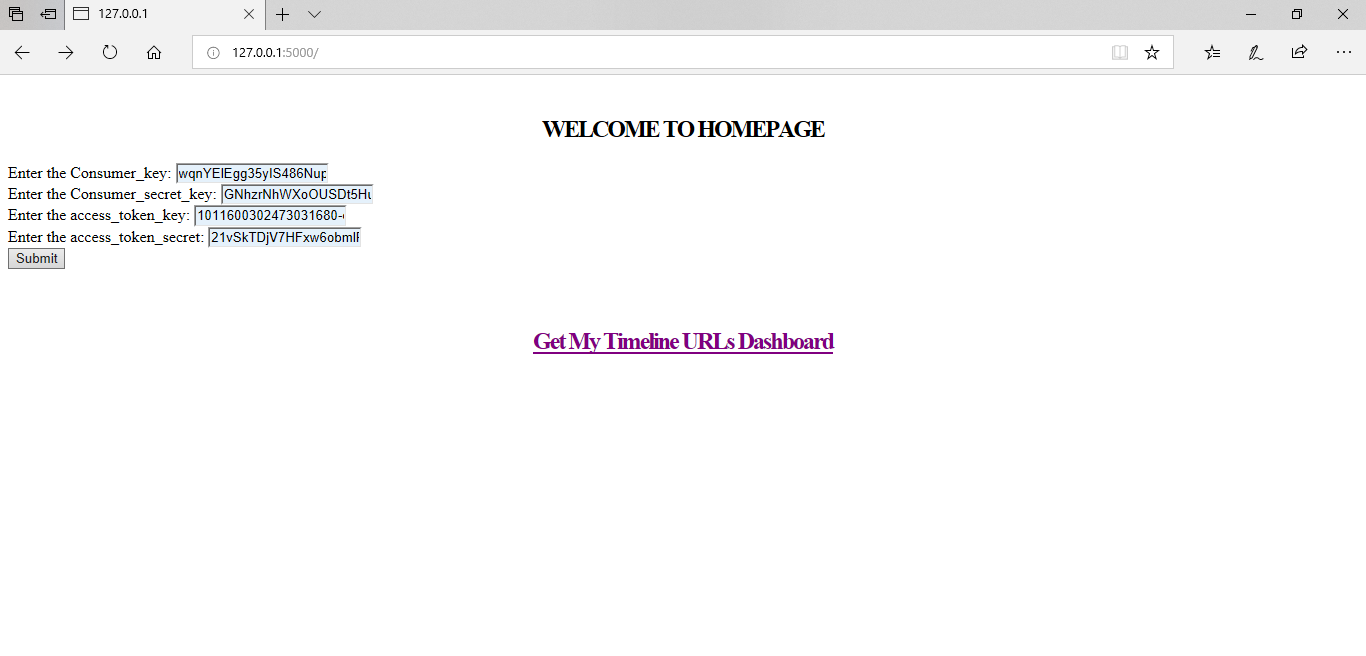 127.0.0.1
127.0.0.1:5000/
WELCOME TO HOMEPAGE
Enter the Consumer_key: wqnYElEgg35ylS486Nup
Enter the Consumer_secret_key: GNhzrNhWXoOUSDt5Hu
Enter the access_token_key: 1011600302473031680-
Enter the access_token_secret: 21vSkTDjV7HFxw6obmlF
Submit
Get My Timeline URLs Dashboard